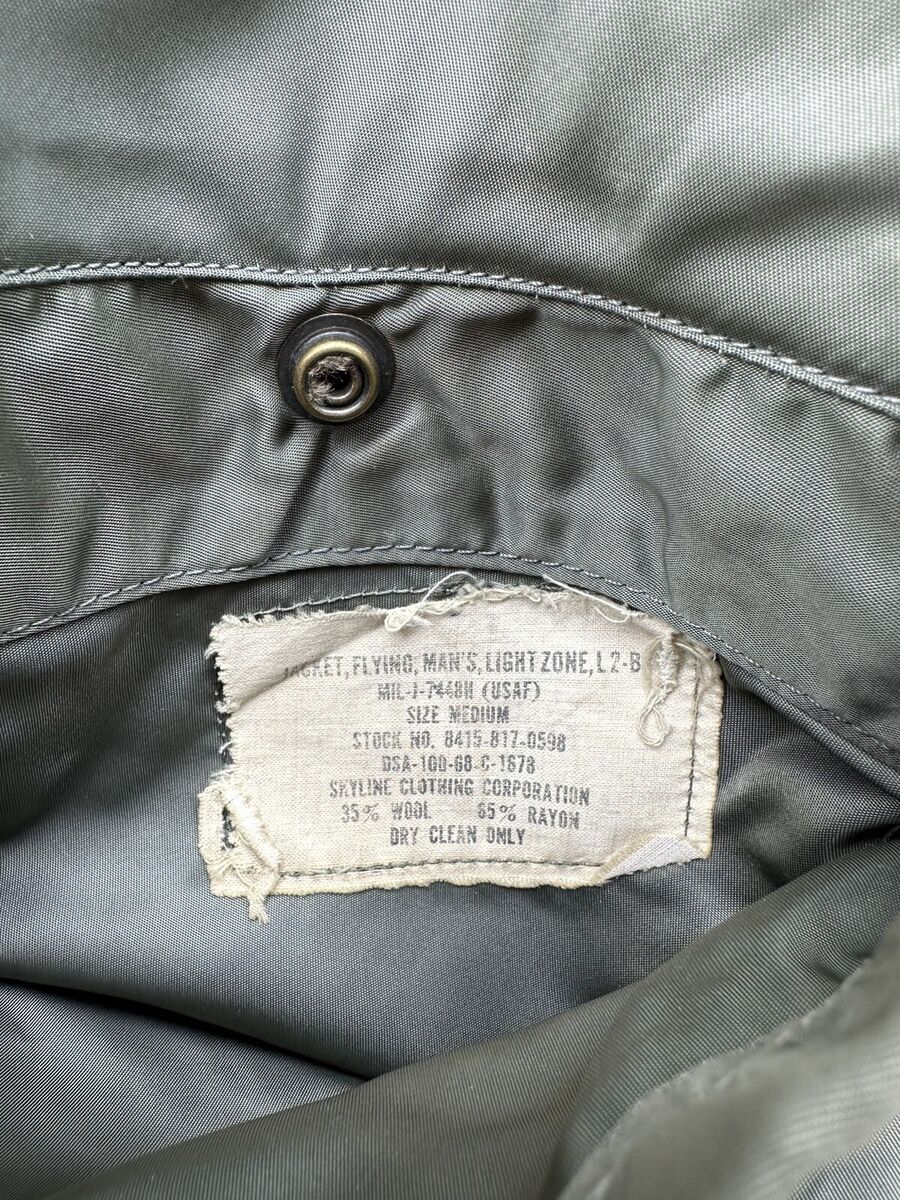 JACKET, FLYING, MAN'S, LIGHT ZONE, L 2-B
MIL-J-7448H (USAF)
SIZE MEDIUM
STOCK NO. 8415-817-0598
DSA-100-68-C-1678
SKYLINE CLOTHING CORPORATION
35% WOOL 65% RAYON
DRY CLEAN ONLY